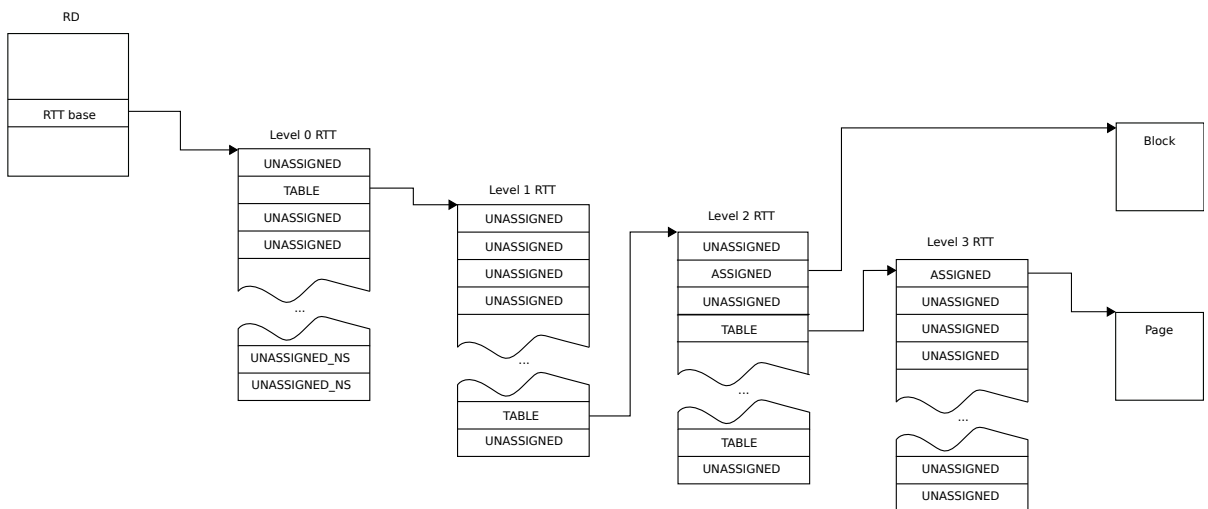 RD
RTT base
Level 0 RTT
UNASSIGNED
TABLE
UNASSIGNED
UNASSIGNED
...
UNASSIGNED_NS
UNASSIGNED_NS
Level 1 RTT
UNASSIGNED
UNASSIGNED
UNASSIGNED
UNASSIGNED
...
TABLE
UNASSIGNED
Level 2 RTT
UNASSIGNED
ASSIGNED
UNASSIGNED
TABLE
...
TABLE
UNASSIGNED
Level 3 RTT
ASSIGNED
UNASSIGNED
UNASSIGNED
UNASSIGNED
...
UNASSIGNED
UNASSIGNED
Block
Page